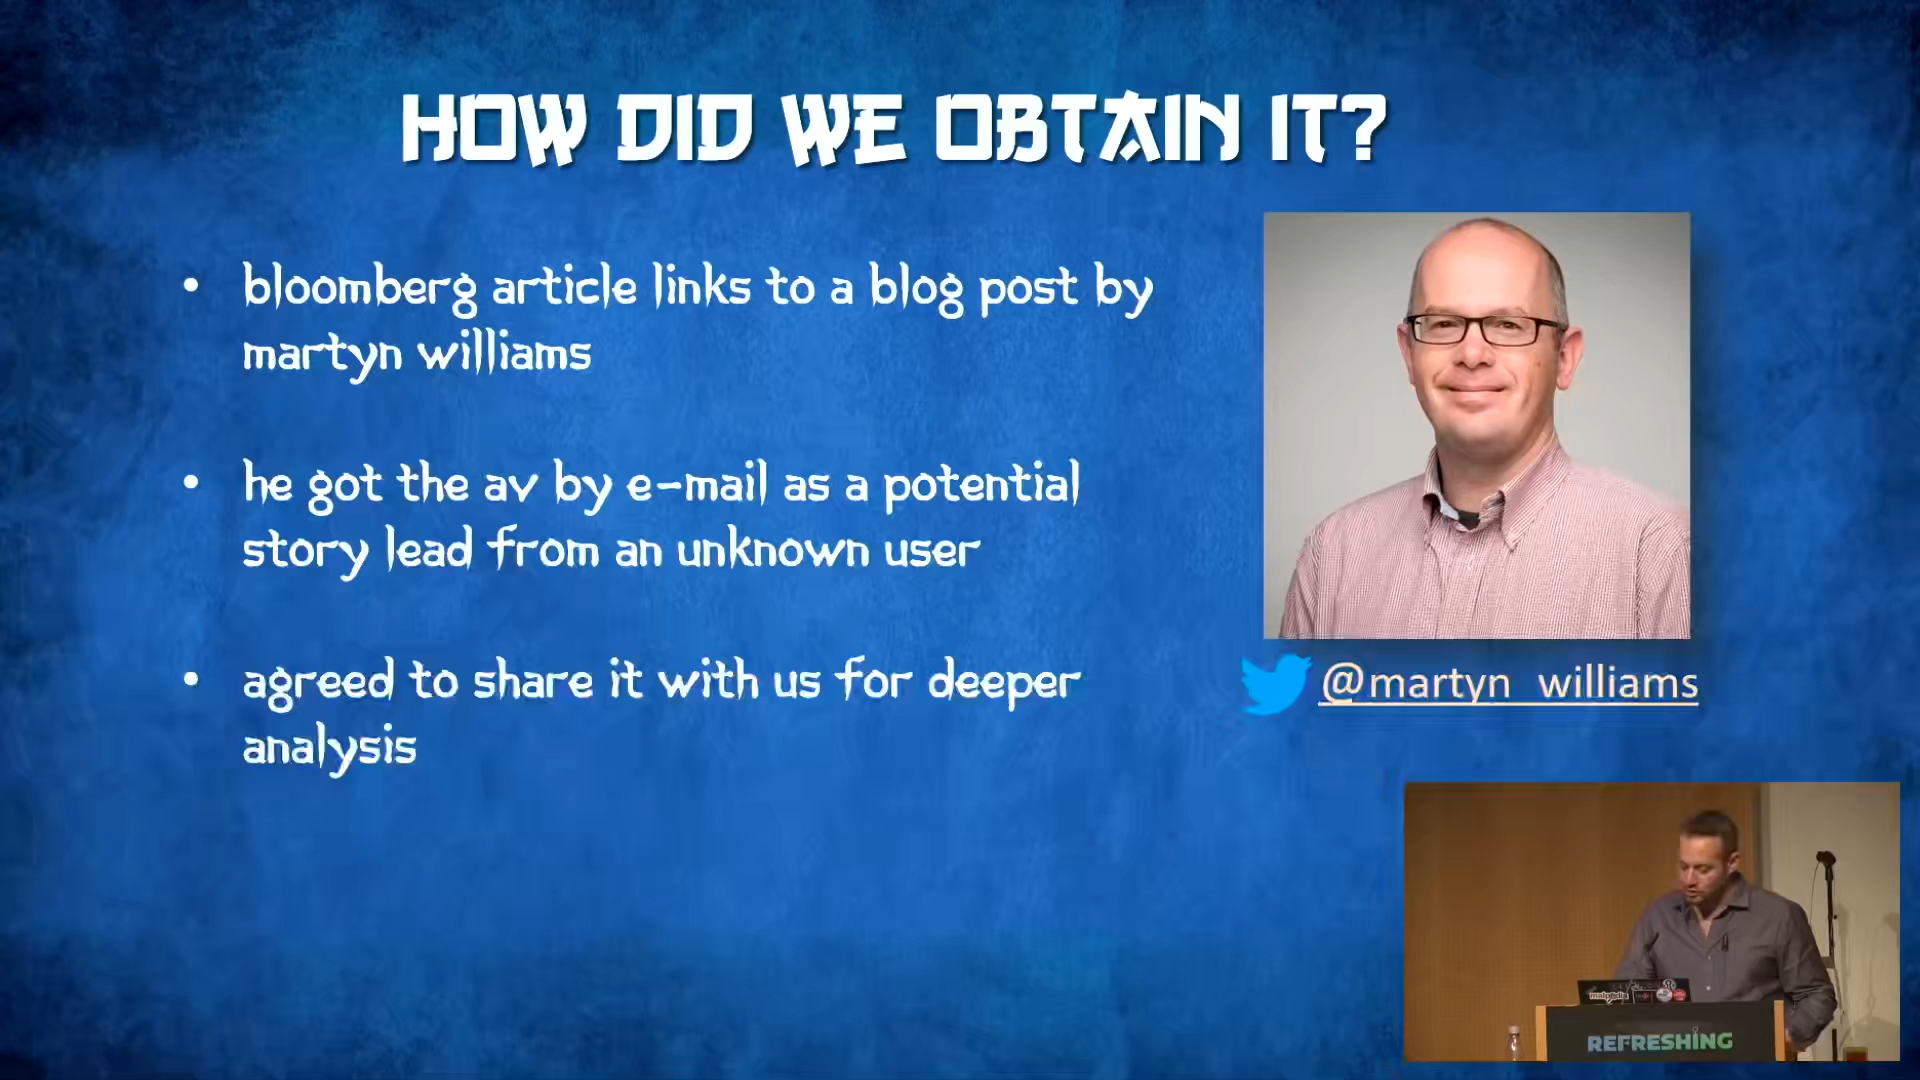 HOW DID WE OBTAIN IT?
• bloomberg article links to a blog post by
martyn williams
• he got the av by e-mail as a potential
story lead from an unknown user
• agreed to share it with us for deeper
analysis
@martyn_williams
malpedia
REFRESHING